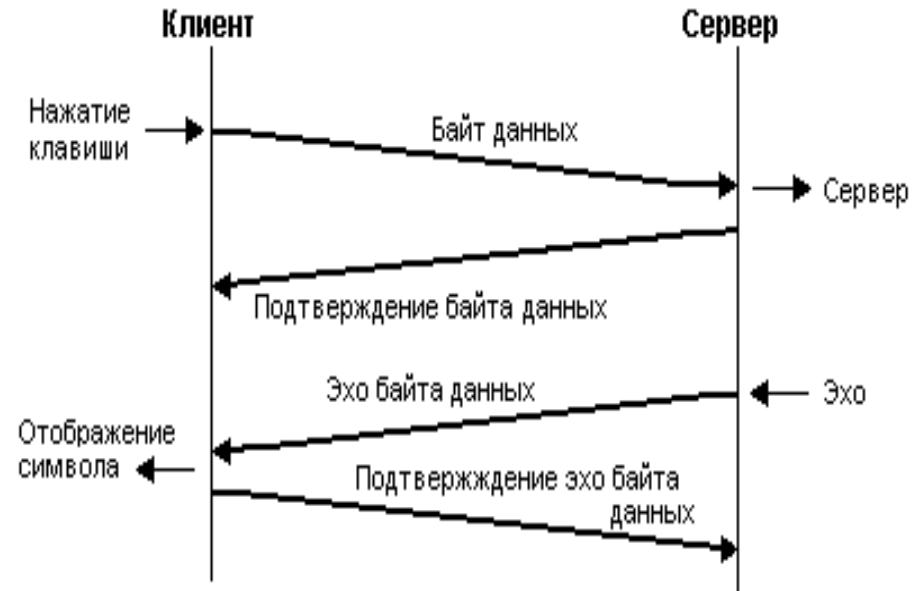 Клиент
Сервер
Нажатие
клавиши
Байт данных
Сервер
Подтверждение байта данных
Эхо байта данных
Эхо
Отображение
символа
Подтвержждение эхо байта
данных